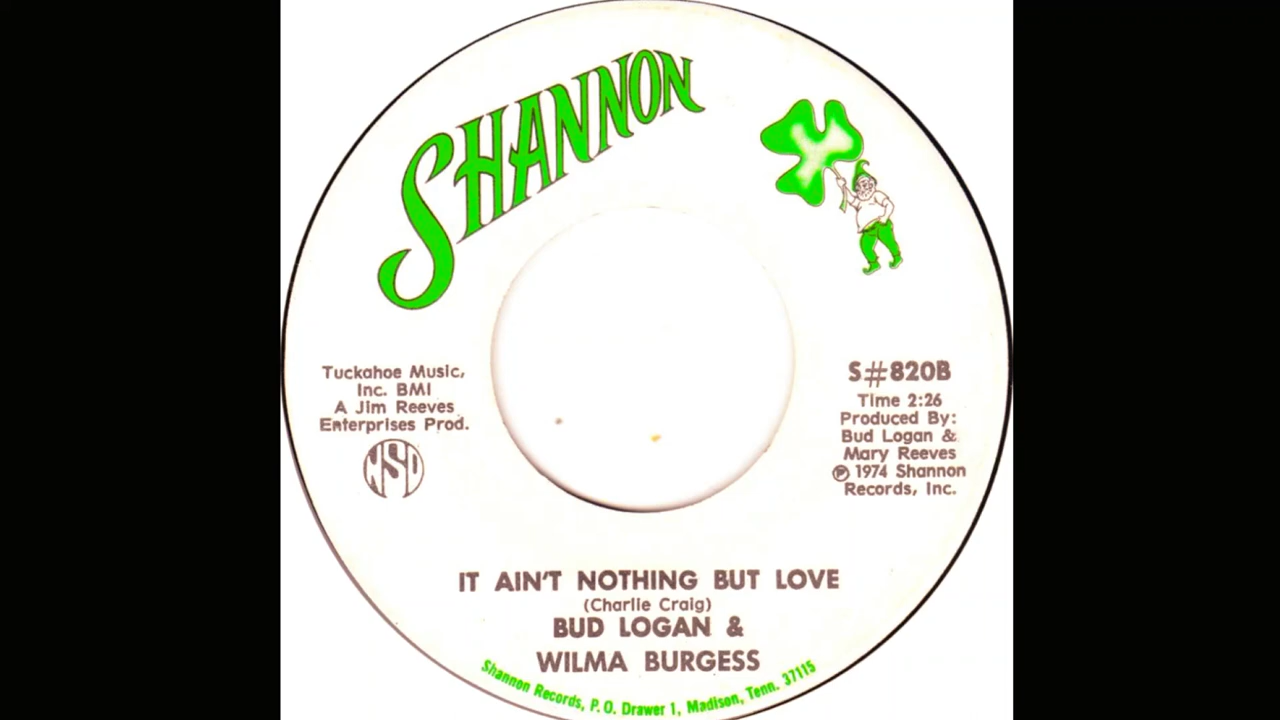 SHANNON
Tuckahoe Music,
Inc. BMI
A Jim Reeves
Enterprises Prod.
NSD
S#820B
Time 2:26
Produced By:
Bud Logan &
Mary Reeves
℗ 1974 Shannon
Records, Inc.
IT AIN'T NOTHING BUT LOVE
(Charlie Craig)
BUD LOGAN &
WILMA BURGESS
Shannon Records, P.O. Drawer 1, Madison, Tenn. 37115